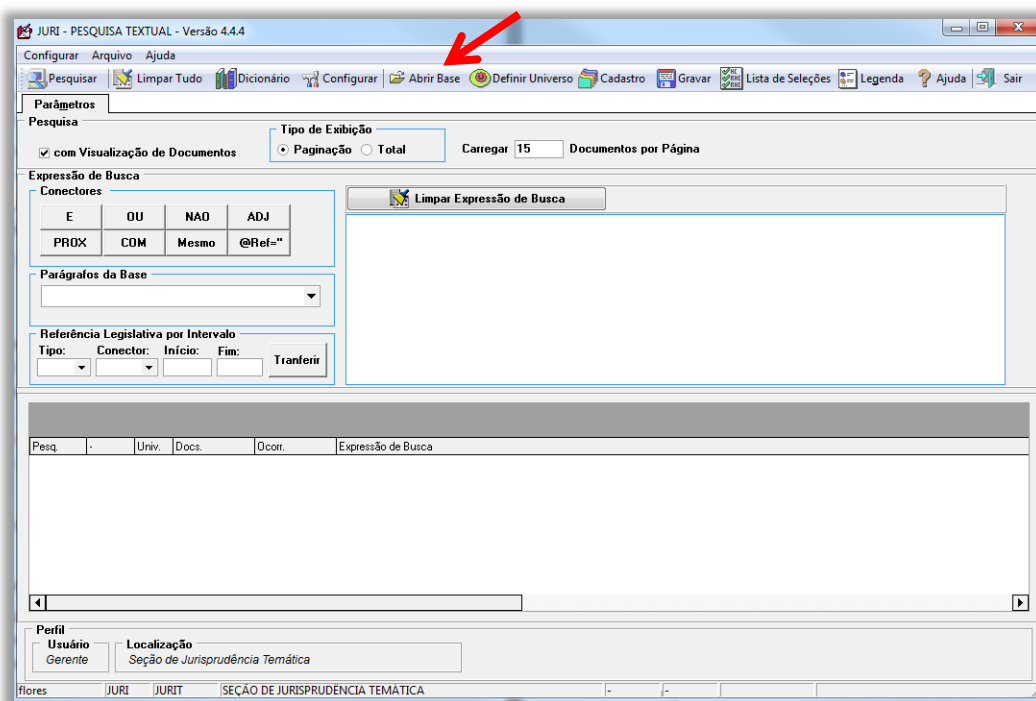 JURI - PESQUISA TEXTUAL - Versão 4.4.4
Configurar Arquivo Ajuda
Pesquisar Limpar Tudo Dicionário Configurar Abrir Base Definir Universo Cadastro Gravar Lista de Seleções Legenda Ajuda Sair
Parâmetros
Pesquisa
Tipo de Exibição
com Visualização de Documentos Paginação Total Carregar 15 Documentos por Página
Expressão de Busca
Conectores
Limpar Expressão de Busca
E OU NAO ADJ
PROX COM Mesmo @Ref="
Parágrafos da Base
Referência Legislativa por Intervalo
Tipo: Conector: Início: Fim:
Tranferir
Pesq. - Univ. Docs. Ocorr. Expressão de Busca
Perfil
Usuário Localização
Gerente Seção de Jurisprudência Temática
flores JURI JURIT SEÇÃO DE JURISPRUDÊNCIA TEMÁTICA - -